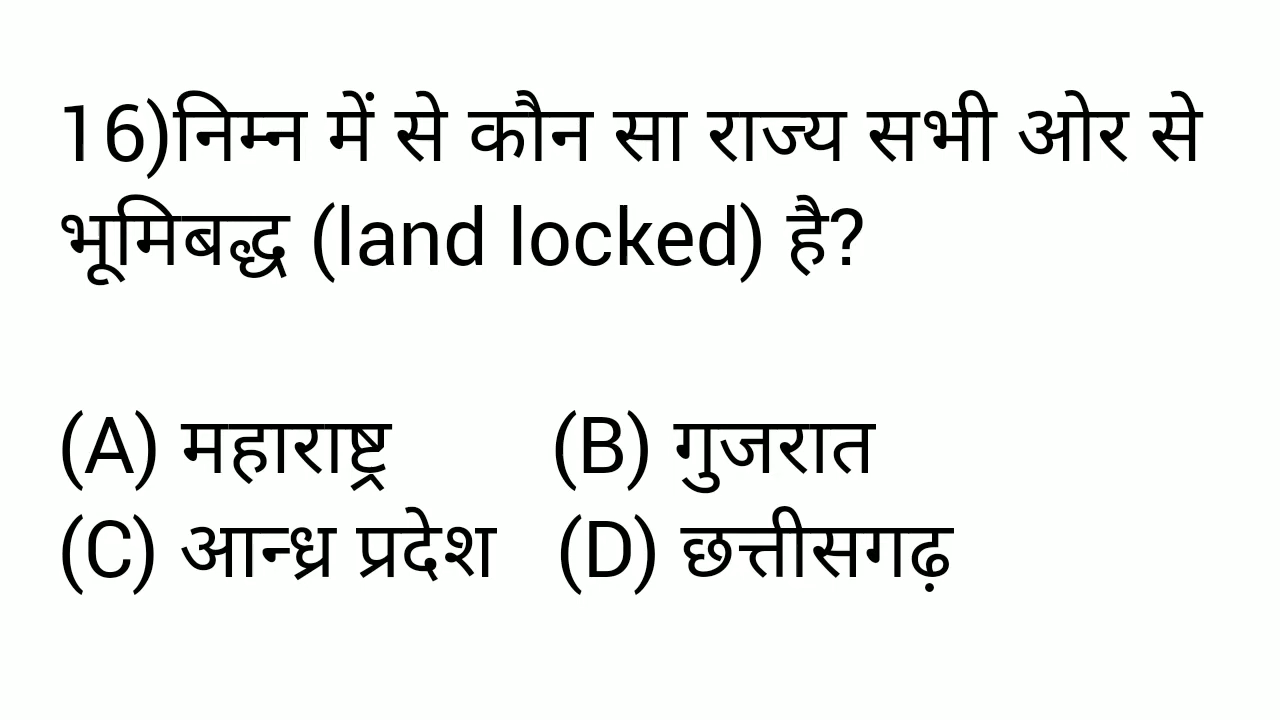 16)निम्न में से कौन सा राज्य सभी ओर से
भूमिबद्ध (land locked) है?
(A) महाराष्ट्र (B) गुजरात
(C) आन्ध्र प्रदेश (D) छत्तीसगढ़